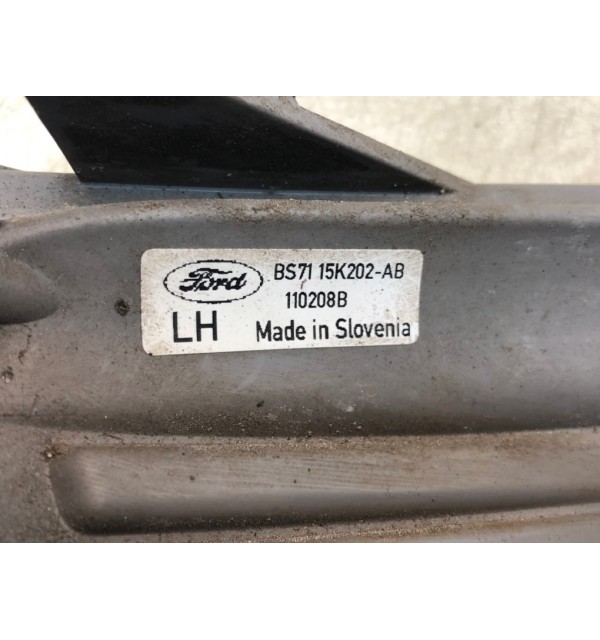 Ford
BS71 15K202-AB
110208B
LH
Made in Slovenia